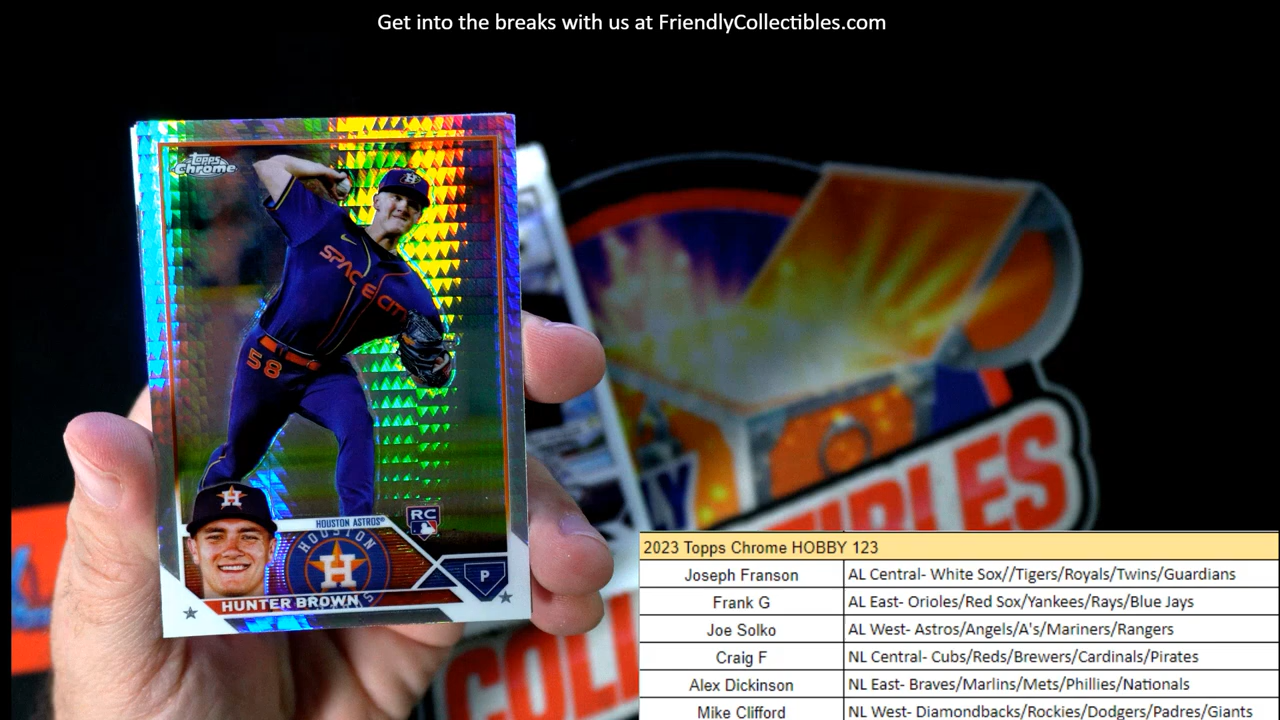 Get into the breaks with us at FriendlyCollectibles.com
Topps
Chrome
SPACE CITY
58
HOUSTON ASTROS®
RC
HOUSTON
H
P
HUNTER BROWN
2023 Topps Chrome HOBBY 123
Joseph Franson AL Central- White Sox//Tigers/Royals/Twins/Guardians
Frank G AL East- Orioles/Red Sox/Yankees/Rays/Blue Jays
Joe Solko AL West- Astros/Angels/A's/Mariners/Rangers
Craig F NL Central- Cubs/Reds/Brewers/Cardinals/Pirates
Alex Dickinson NL East- Braves/Marlins/Mets/Phillies/Nationals
Mike Clifford NL West- Diamondbacks/Rockies/Dodgers/Padres/Giants